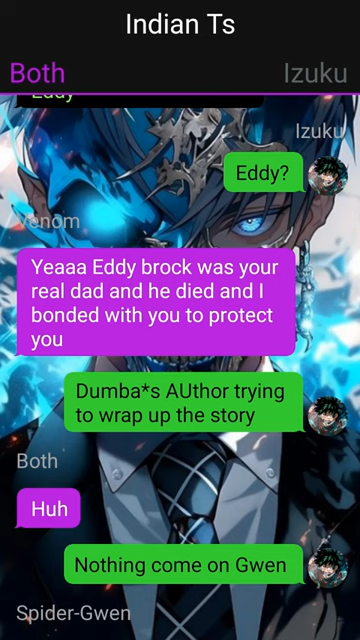 Indian Ts
Both
Izuku
Eddy
Izuku
Eddy?
Venom
Yeaaa Eddy brock was your
real dad and he died and I
bonded with you to protect
you
Dumba*s AUthor trying
to wrap up the story
Both
Huh
Nothing come on Gwen
Spider-Gwen